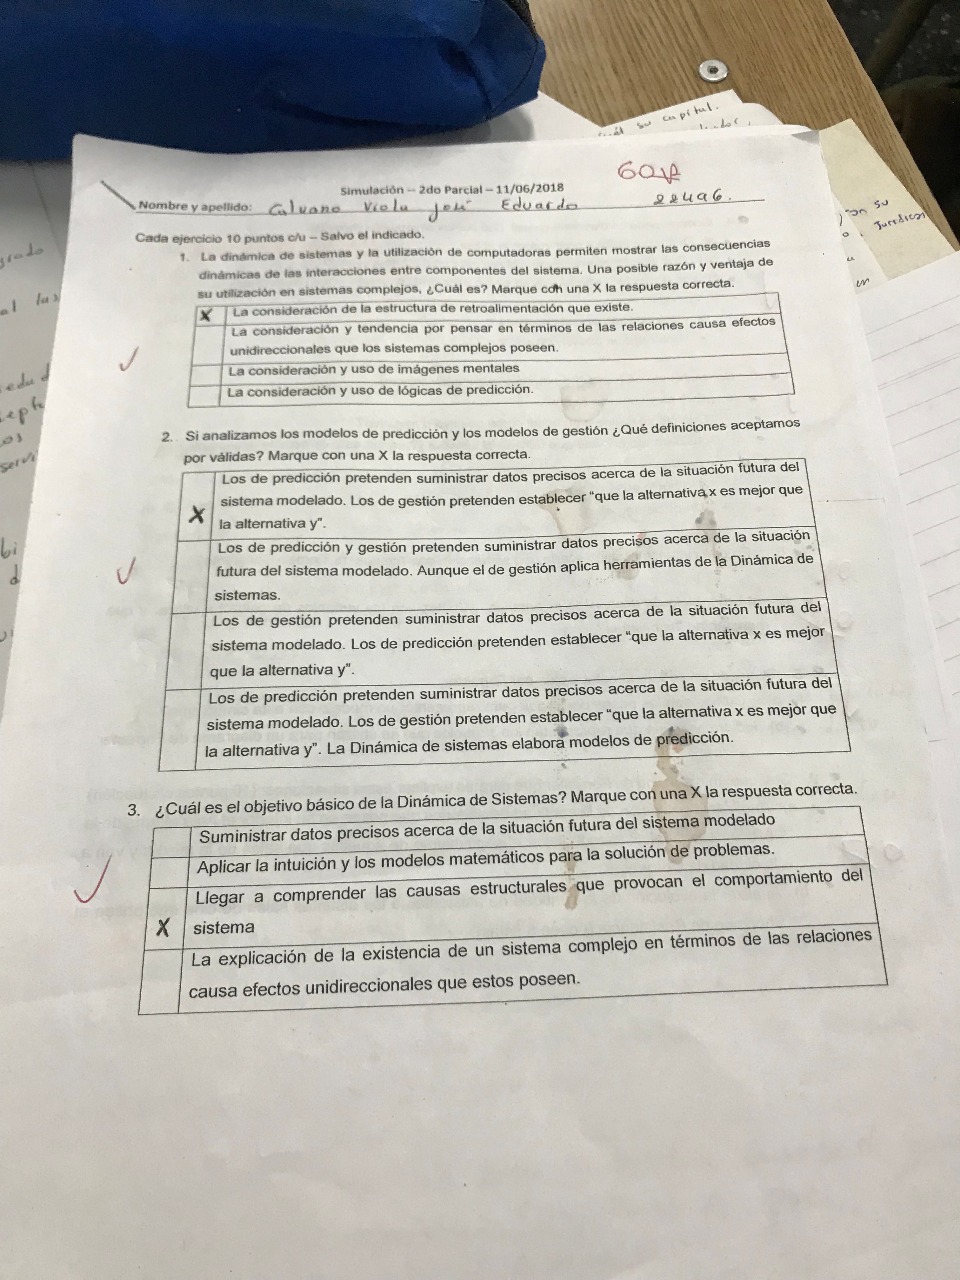 uál su capital.
60
Simulación – 2do Parcial – 11/06/2018
Nombre y apellido: Galvano Viola José Eduardo 22496.
Cada ejercicio 10 puntos c/u – Salvo el indicado.
1. La dinámica de sistemas y la utilización de computadoras permiten mostrar las consecuencias
dinámicas de las interacciones entre componentes del sistema. Una posible razón y ventaja de
su utilización en sistemas complejos, ¿Cuál es? Marque con una X la respuesta correcta.
X La consideración de la estructura de retroalimentación que existe.
La consideración y tendencia por pensar en términos de las relaciones causa efectos
unidireccionales que los sistemas complejos poseen.
La consideración y uso de imágenes mentales
La consideración y uso de lógicas de predicción.
2. Si analizamos los modelos de predicción y los modelos de gestión ¿Qué definiciones aceptamos
por válidas? Marque con una X la respuesta correcta.
Los de predicción pretenden suministrar datos precisos acerca de la situación futura del
sistema modelado. Los de gestión pretenden establecer "que la alternativa x es mejor que
X la alternativa y".
Los de predicción y gestión pretenden suministrar datos precisos acerca de la situación
futura del sistema modelado. Aunque el de gestión aplica herramientas de la Dinámica de
sistemas.
Los de gestión pretenden suministrar datos precisos acerca de la situación futura del
sistema modelado. Los de predicción pretenden establecer "que la alternativa x es mejor
que la alternativa y".
Los de predicción pretenden suministrar datos precisos acerca de la situación futura del
sistema modelado. Los de gestión pretenden establecer "que la alternativa x es mejor que
la alternativa y". La Dinámica de sistemas elabora modelos de predicción.
3. ¿Cuál es el objetivo básico de la Dinámica de Sistemas? Marque con una X la respuesta correcta.
Suministrar datos precisos acerca de la situación futura del sistema modelado
Aplicar la intuición y los modelos matemáticos para la solución de problemas.
Llegar a comprender las causas estructurales que provocan el comportamiento del
X sistema
La explicación de la existencia de un sistema complejo en términos de las relaciones
causa efectos unidireccionales que estos poseen.